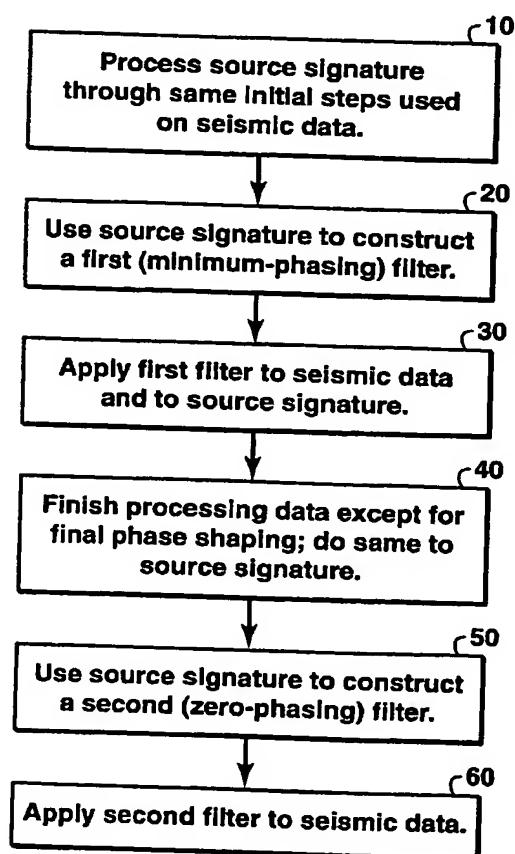 10
Process source signature
through same initial steps used
on seismic data.
20
Use source signature to construct
a first (minimum-phasing) filter.
30
Apply first filter to seismic data
and to source signature.
40
Finish processing data except for
final phase shaping; do same to
source signature.
50
Use source signature to construct
a second (zero-phasing) filter.
60
Apply second filter to seismic data.